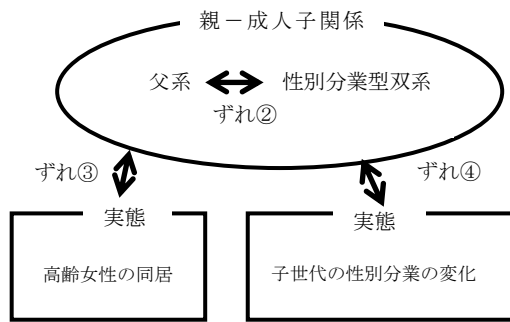 親－成人子関係
父系 性別分業型双系
ずれ②
ずれ③ ずれ④
実態 実態
高齢女性の同居 子世代の性別分業の変化